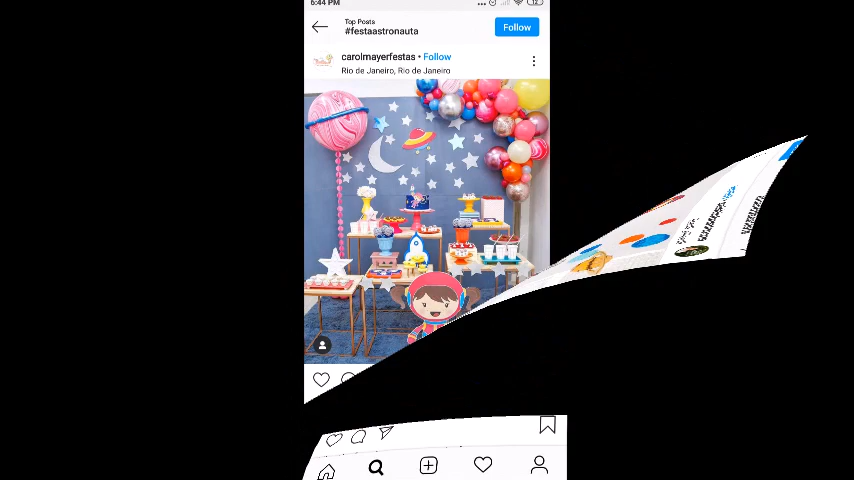 6:44 PM
Top Posts
#festaastronauta
Follow
carolmayerfestas • Follow
Rio de Janeiro, Rio de Janeiro